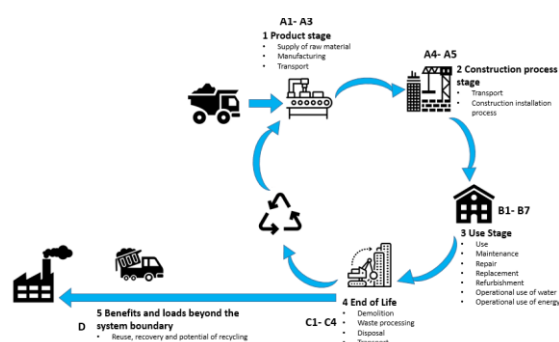 A1- A3
1 Product stage
• Supply of raw material
• Manufacturing
• Transport
A4- A5
2 Construction process
stage
• Transport
• Construction installation
process
B1- B7
3 Use Stage
• Use
• Maintenance
• Repair
• Replacement
• Refurbishment
• Operational use of water
• Operational use of energy
4 End of Life
• Demolition
• Waste processing
• Disposal
• Transport
C1- C4
5 Benefits and loads beyond the
system boundary
• Reuse, recovery and potential of recycling
D